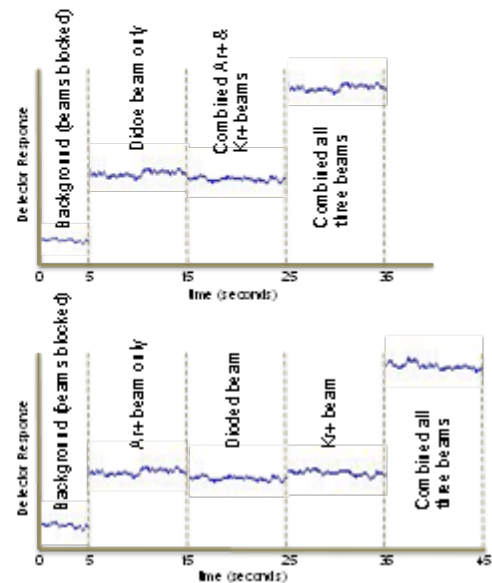 Detector Response
Background (beams blocked)
Didoe beam only
Combined Ar+ &
Kr+ beams
Combined all
three beams
0 5 15 25 35
time (seconds)
Detector Response
Background (beams blocked)
Ar+ beam only
Dioded beam
Kr+ beam
Combined all
three beams
0 5 15 25 35 45
time (seconds)